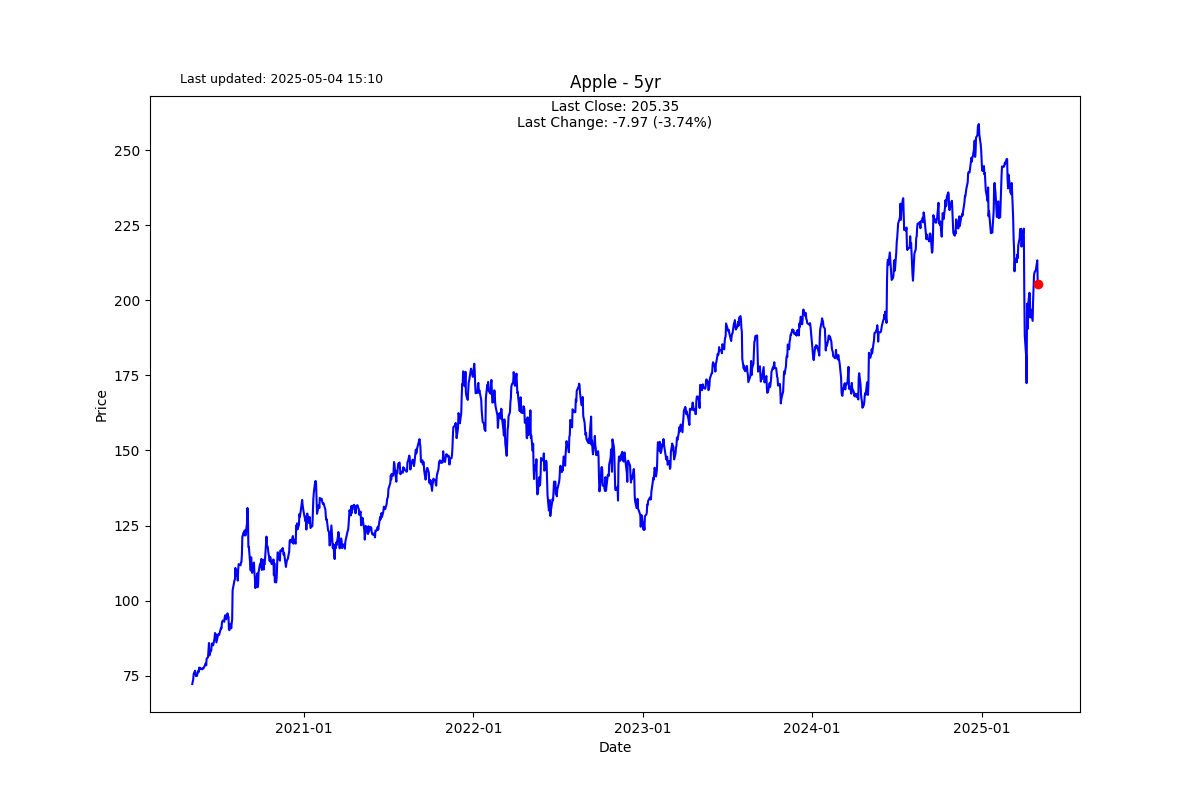 Last updated: 2025-05-04 15:10
Apple - 5yr
Last Close: 205.35
Last Change: -7.97 (-3.74%)
250
225
200
175
150
125
100
75
Price
2021-01
2022-01
2023-01
2024-01
2025-01
Date